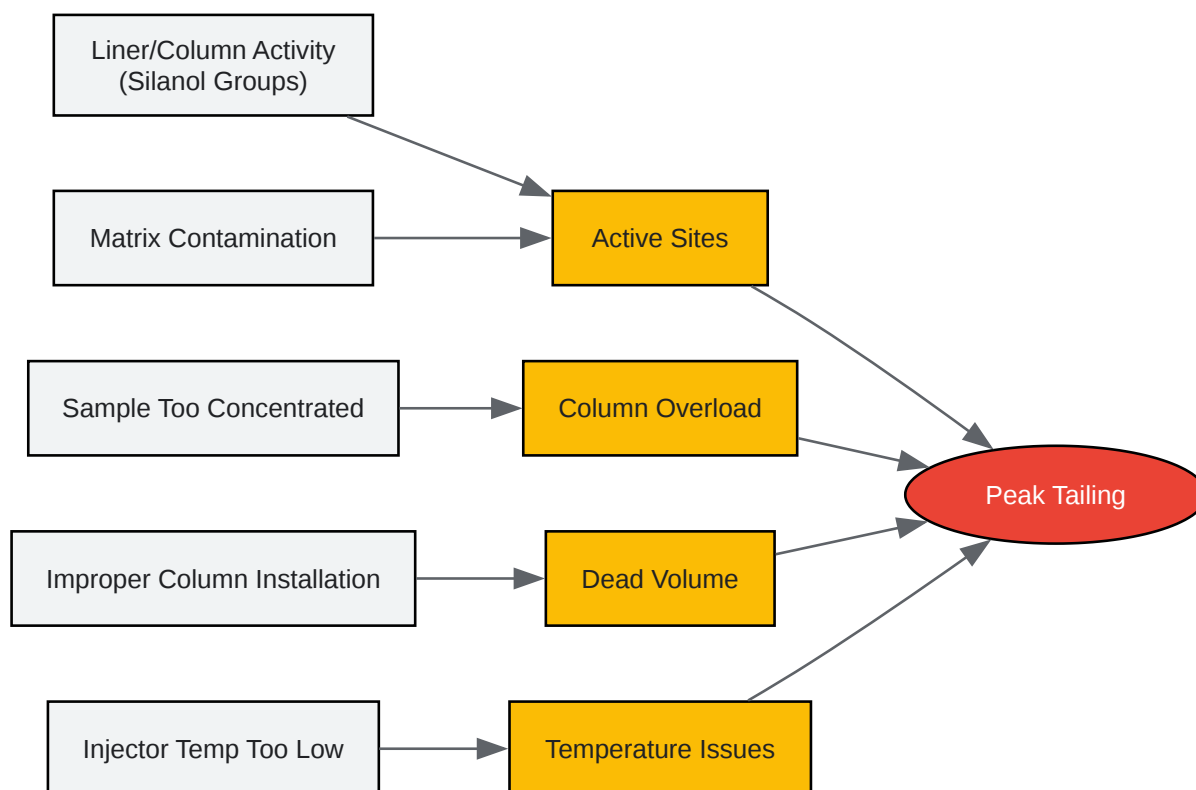 Liner/Column Activity
(Silanol Groups)
Matrix Contamination
Active Sites
Sample Too Concentrated
Column Overload
Peak Tailing
Improper Column Installation
Dead Volume
Injector Temp Too Low
Temperature Issues